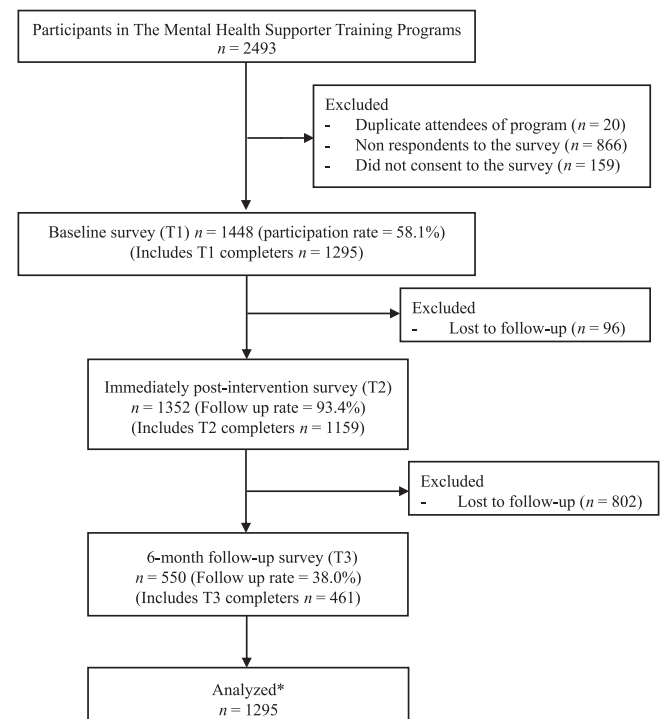 Participants in The Mental Health Supporter Training Programs
n = 2493
Excluded
- Duplicate attendees of program (n = 20)
- Non respondents to the survey (n = 866)
- Did not consent to the survey (n = 159)
Baseline survey (T1) n = 1448 (participation rate = 58.1%)
(Includes T1 completers n = 1295)
Excluded
- Lost to follow-up (n = 96)
Immediately post-intervention survey (T2)
n = 1352 (Follow up rate = 93.4%)
(Includes T2 completers n = 1159)
Excluded
- Lost to follow-up (n = 802)
6-month follow-up survey (T3)
n = 550 (Follow up rate = 38.0%)
(Includes T3 completers n = 461)
Analyzed*
n = 1295